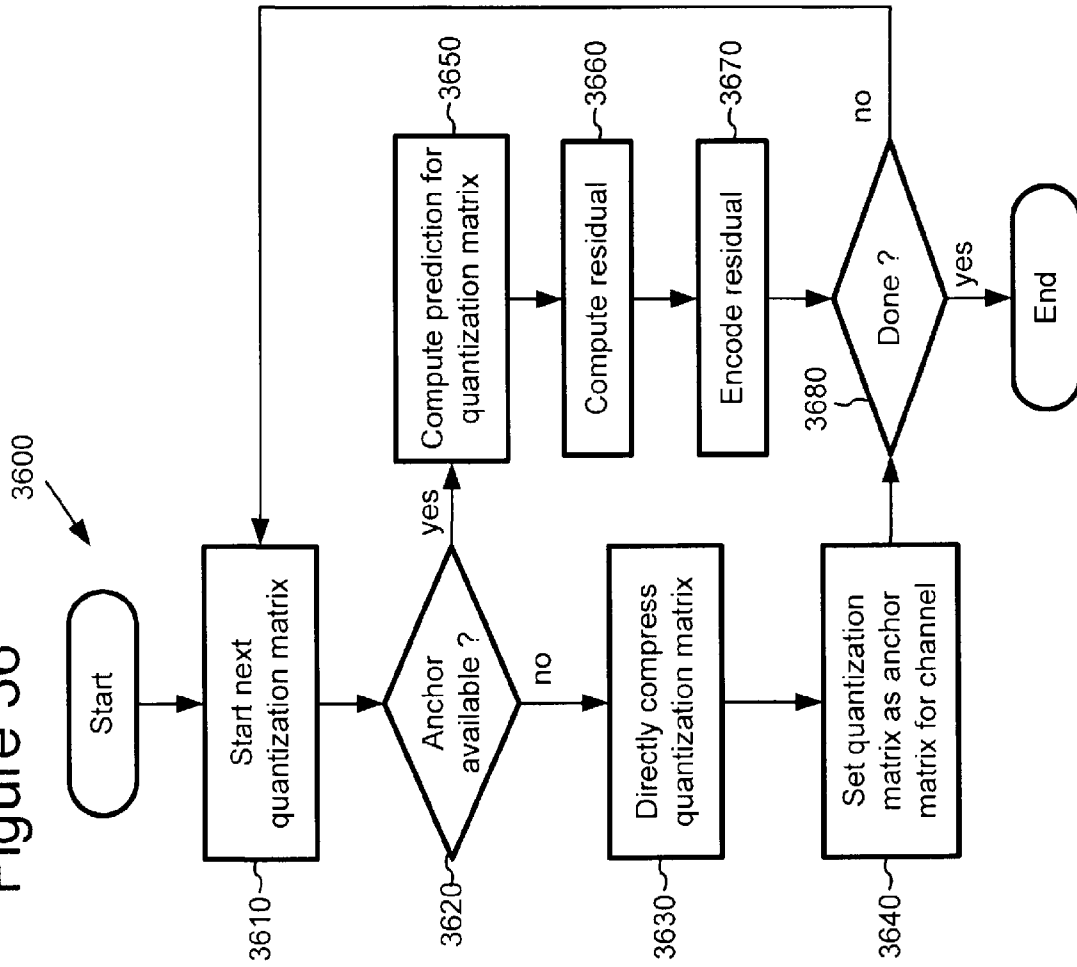 Figure 36
3600
Start
Start next
quantization matrix
3610
Anchor
available ?
3620
yes
no
Directly compress
quantization matrix
3630
Set quantization
matrix as anchor
matrix for channel
3640
Compute prediction for
quantization matrix
3650
Compute residual
3660
Encode residual
3670
Done ?
3680
no
yes
End